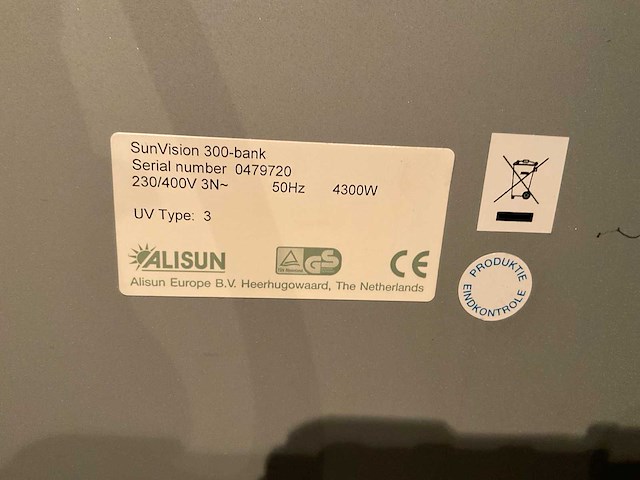 SunVision 300-bank
Serial number 0479720
230/400V 3N~ 50Hz 4300W
UV Type: 3
ALISUN
GS
CE
Alisun Europe B.V. Heerhugowaard, The Netherlands
PRODUKTIE
EINDKONTROLE